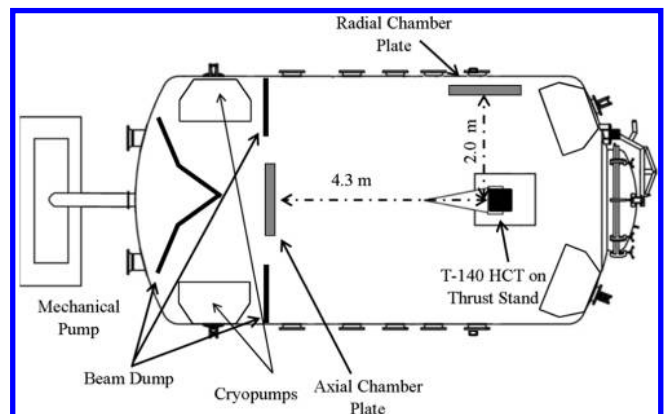 Radial Chamber
Plate
2.0 m
4.3 m
T-140 HCT on
Thrust Stand
Mechanical
Pump
Beam Dump
Cryopumps
Axial Chamber
Plate